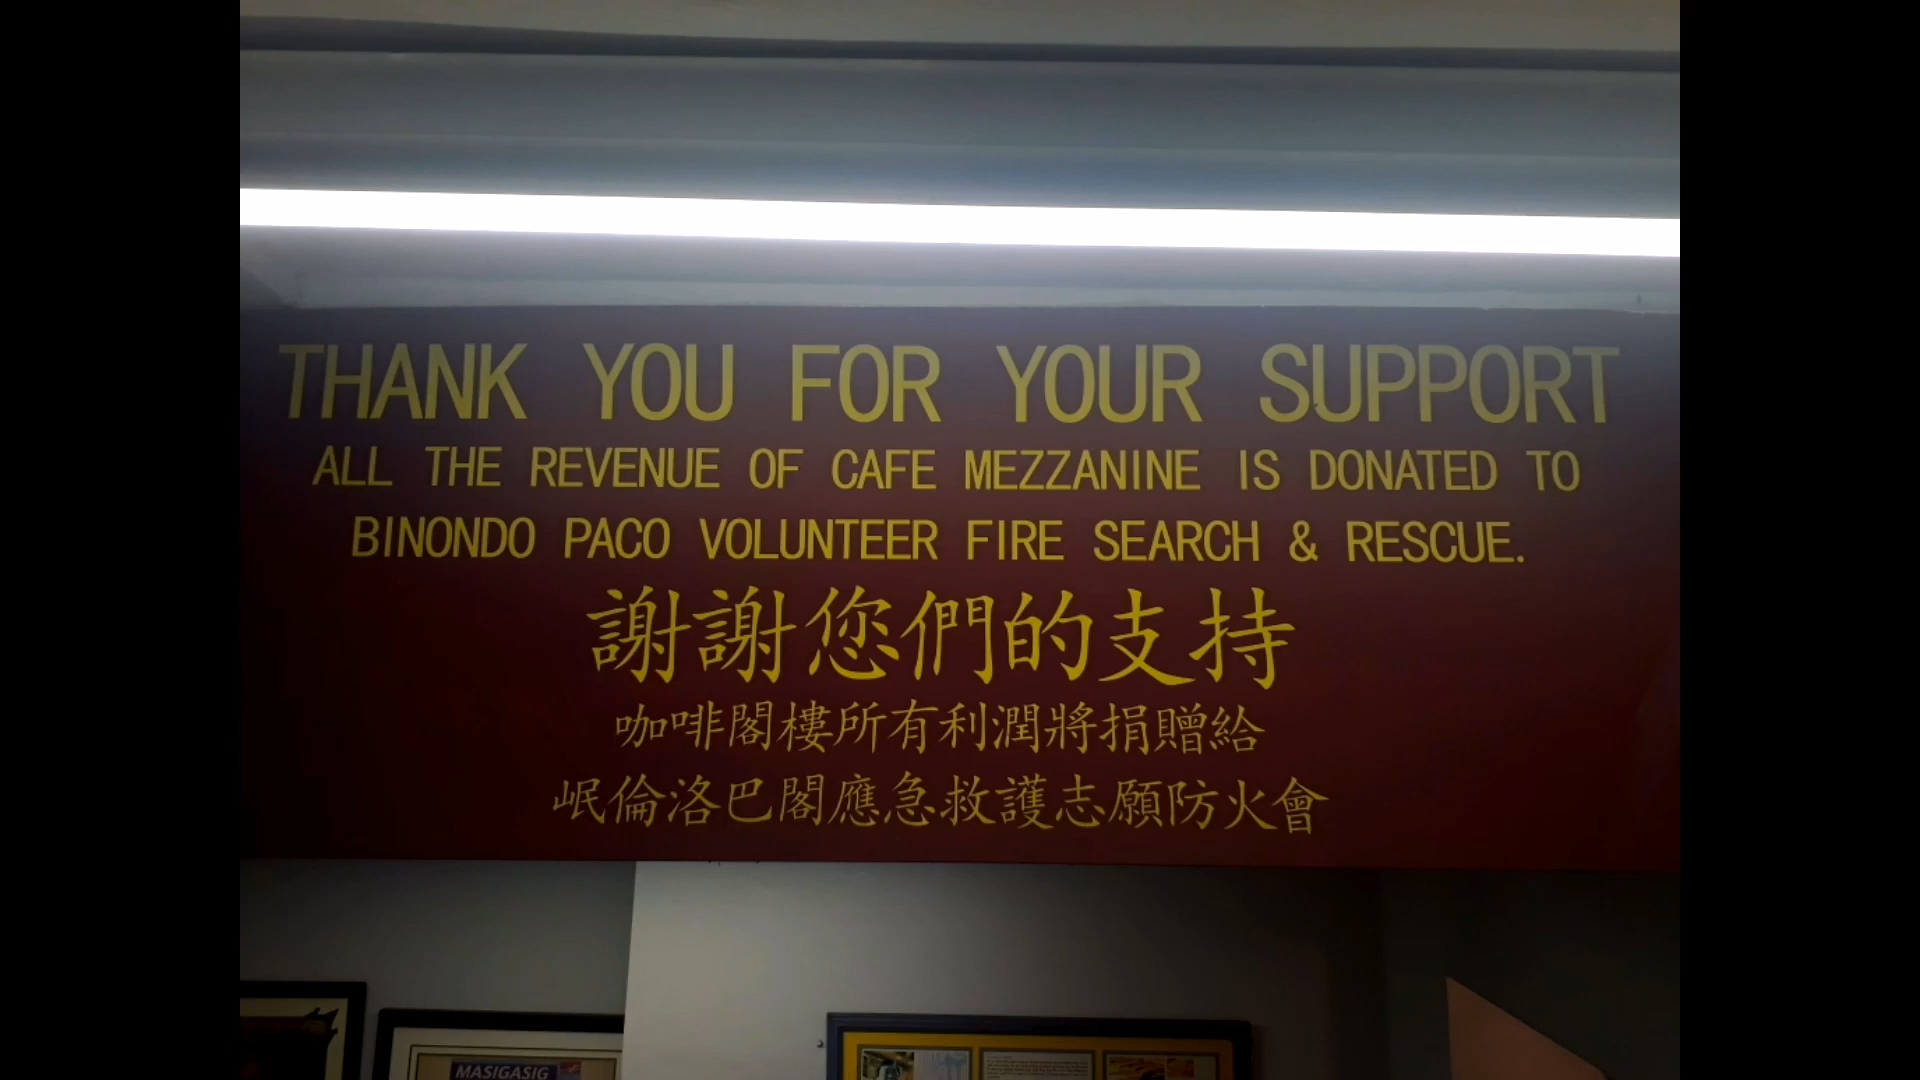 THANK YOU FOR YOUR SUPPORT
ALL THE REVENUE OF CAFE MEZZANINE IS DONATED TO
BINONDO PACO VOLUNTEER FIRE SEARCH & RESCUE.
謝謝您們的支持
咖啡閣樓所有利潤將捐贈給
岷倫洛巴閣應急救護志願防火會
MASIGASIG